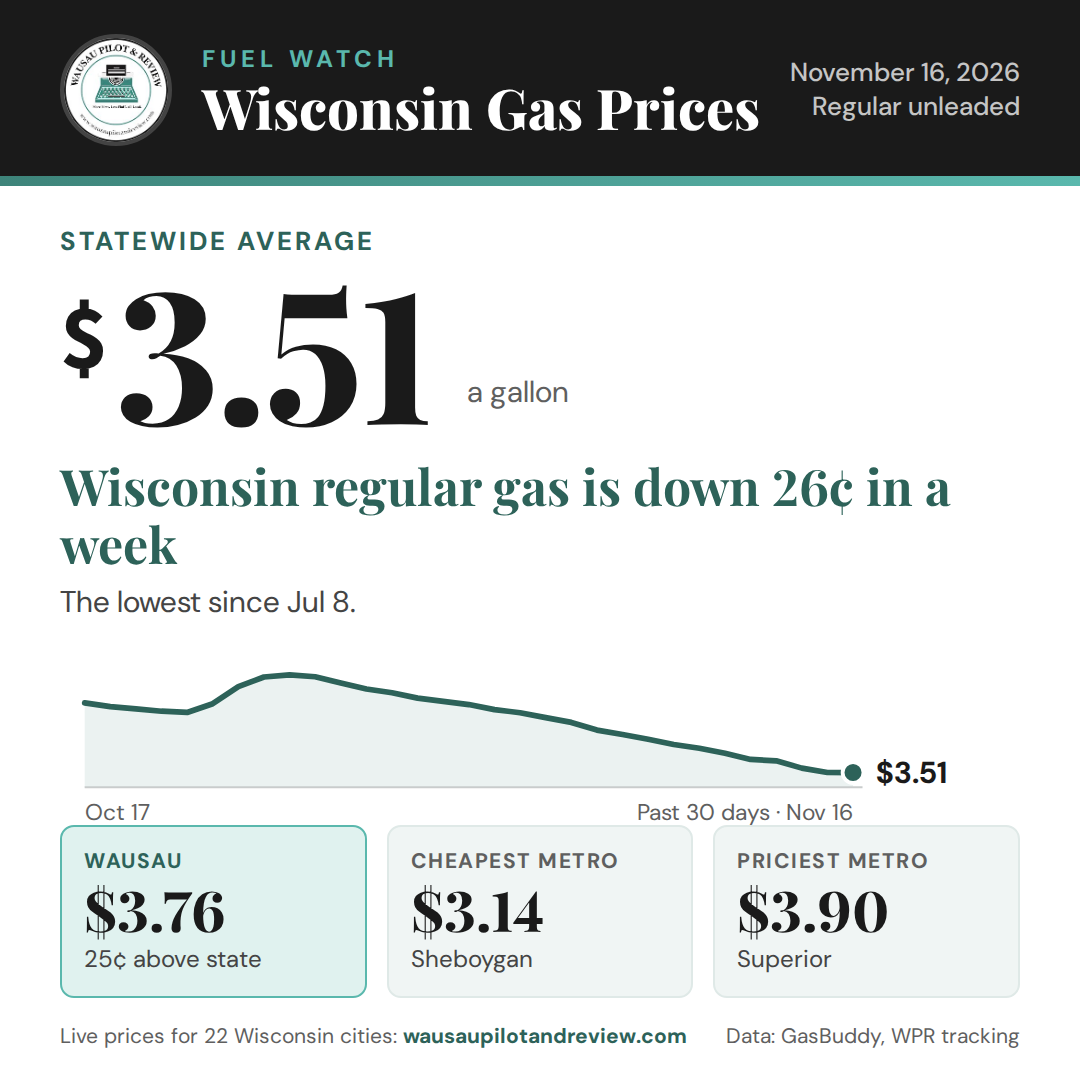 WAUSAU PILOT & REVIEW
www.wausaupilotandreview.com
FUEL WATCH
Wisconsin Gas Prices
November 16, 2026
Regular unleaded
STATEWIDE AVERAGE
$3.51 a gallon
Wisconsin regular gas is down 26¢ in a
week
The lowest since Jul 8.
$3.51
Oct 17
Past 30 days · Nov 16
WAUSAU
$3.76
25¢ above state
CHEAPEST METRO
$3.14
Sheboygan
PRICIEST METRO
$3.90
Superior
Live prices for 22 Wisconsin cities: wausaupilotandreview.com
Data: GasBuddy, WPR tracking